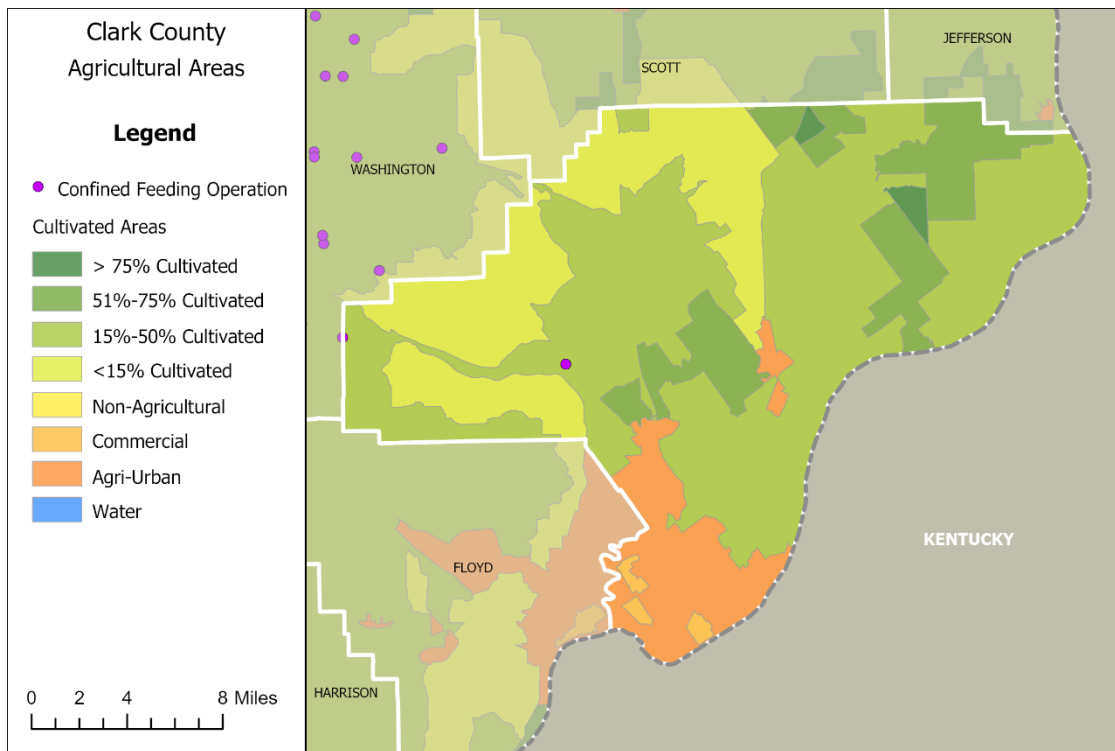 Clark County
Agricultural Areas
Legend
Confined Feeding Operation
Cultivated Areas
> 75% Cultivated
51%-75% Cultivated
15%-50% Cultivated
<15% Cultivated
Non-Agricultural
Commercial
Agri-Urban
Water
0 2 4 8 Miles
JEFFERSON
SCOTT
WASHINGTON
KENTUCKY
FLOYD
HARRISON